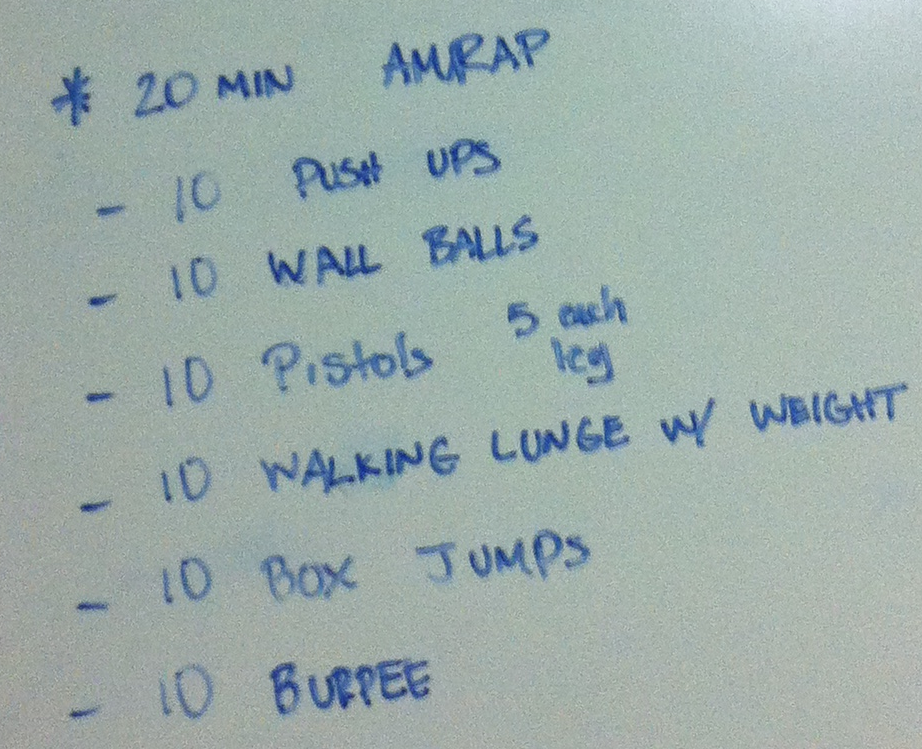 * 20 MIN AMRAP
- 10 PUSH UPS
- 10 WALL BALLS
- 10 Pistols 5 each
leg
- 10 WALKING LUNGE W/ WEIGHT
- 10 BOX JUMPS
- 10 BURPEE